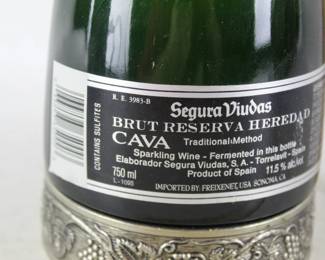 R. E. 3983-B
Segura Viudas
BRUT RESERVA HEREDAD
CAVA Traditional Method
Sparkling Wine - Fermented in this bottle
Elaborador Segura Viudas, S. A. - Torrelavit - Spain
750 ml Product of Spain 11.5 % alc./vol.
L-1095
IMPORTED BY: FREIXENET, USA SONOMA CA
CONTAINS SULFITES